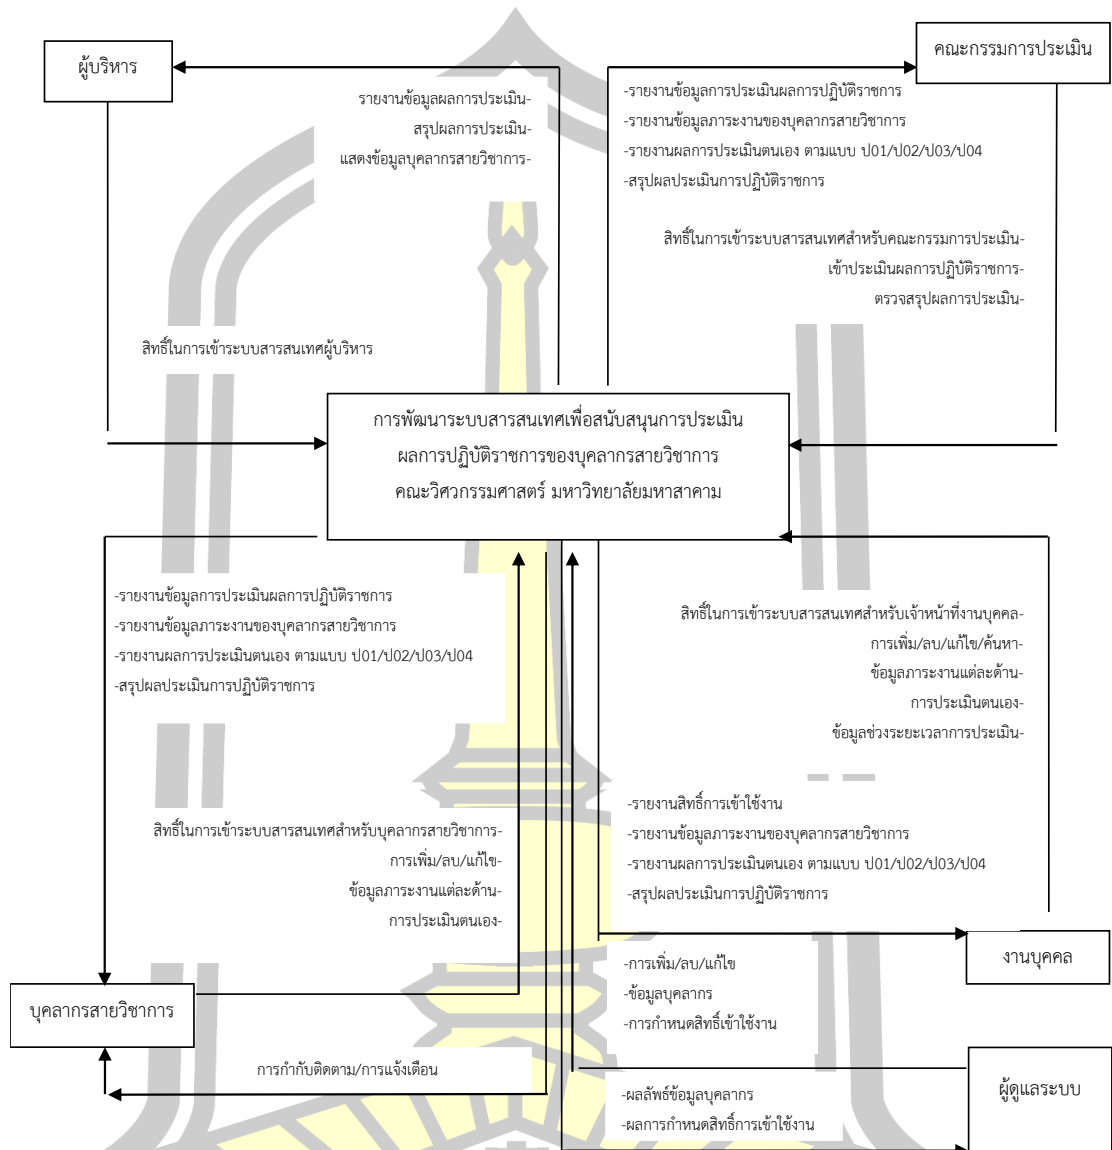 ผู้บริหาร
คณะกรรมการประเมิน
รายงานข้อมูลผลการประเมิน-
สรุปผลการประเมิน-
แสดงข้อมูลบุคลากรสายวิชาการ-
-รายงานข้อมูลการประเมินผลการปฏิบัติราชการ
-รายงานข้อมูลภาระงานของบุคลากรสายวิชาการ
-รายงานผลการประเมินตนเอง ตามแบบ ป01/ป02/ป03/ป04
-สรุปผลประเมินการปฏิบัติราชการ
สิทธิ์ในการเข้าระบบสารสนเทศสำหรับคณะกรรมการประเมิน-
เข้าประเมินผลการปฏิบัติราชการ-
ตรวจสรุปผลการประเมิน-
สิทธิ์ในการเข้าระบบสารสนเทศผู้บริหาร
การพัฒนาระบบสารสนเทศเพื่อสนับสนุนการประเมิน
ผลการปฏิบัติราชการของบุคลากรสายวิชาการ
คณะวิศวกรรมศาสตร์ มหาวิทยาลัยมหาสาคาม
-รายงานข้อมูลการประเมินผลการปฏิบัติราชการ
-รายงานข้อมูลภาระงานของบุคลากรสายวิชาการ
-รายงานผลการประเมินตนเอง ตามแบบ ป01/ป02/ป03/ป04
-สรุปผลประเมินการปฏิบัติราชการ
สิทธิ์ในการเข้าระบบสารสนเทศสำหรับเจ้าหน้าที่งานบุคคล-
การเพิ่ม/ลบ/แก้ไข/ค้นหา-
ข้อมูลภาระงานแต่ละด้าน-
การประเมินตนเอง-
ข้อมูลช่วงระยะเวลาการประเมิน-
สิทธิ์ในการเข้าระบบสารสนเทศสำหรับบุคลากรสายวิชาการ-
การเพิ่ม/ลบ/แก้ไข-
ข้อมูลภาระงานแต่ละด้าน-
การประเมินตนเอง-
-รายงานสิทธิ์การเข้าใช้งาน
-รายงานข้อมูลภาระงานของบุคลากรสายวิชาการ
-รายงานผลการประเมินตนเอง ตามแบบ ป01/ป02/ป03/ป04
-สรุปผลประเมินการปฏิบัติราชการ
งานบุคคล
-การเพิ่ม/ลบ/แก้ไข
-ข้อมูลบุคลากร
-การกำหนดสิทธิ์เข้าใช้งาน
บุคลากรสายวิชาการ
การกำกับติดตาม/การแจ้งเตือน
ผู้ดูแลระบบ
-ผลลัพธ์ข้อมูลบุคลากร
-ผลการกำหนดสิทธิ์การเข้าใช้งาน